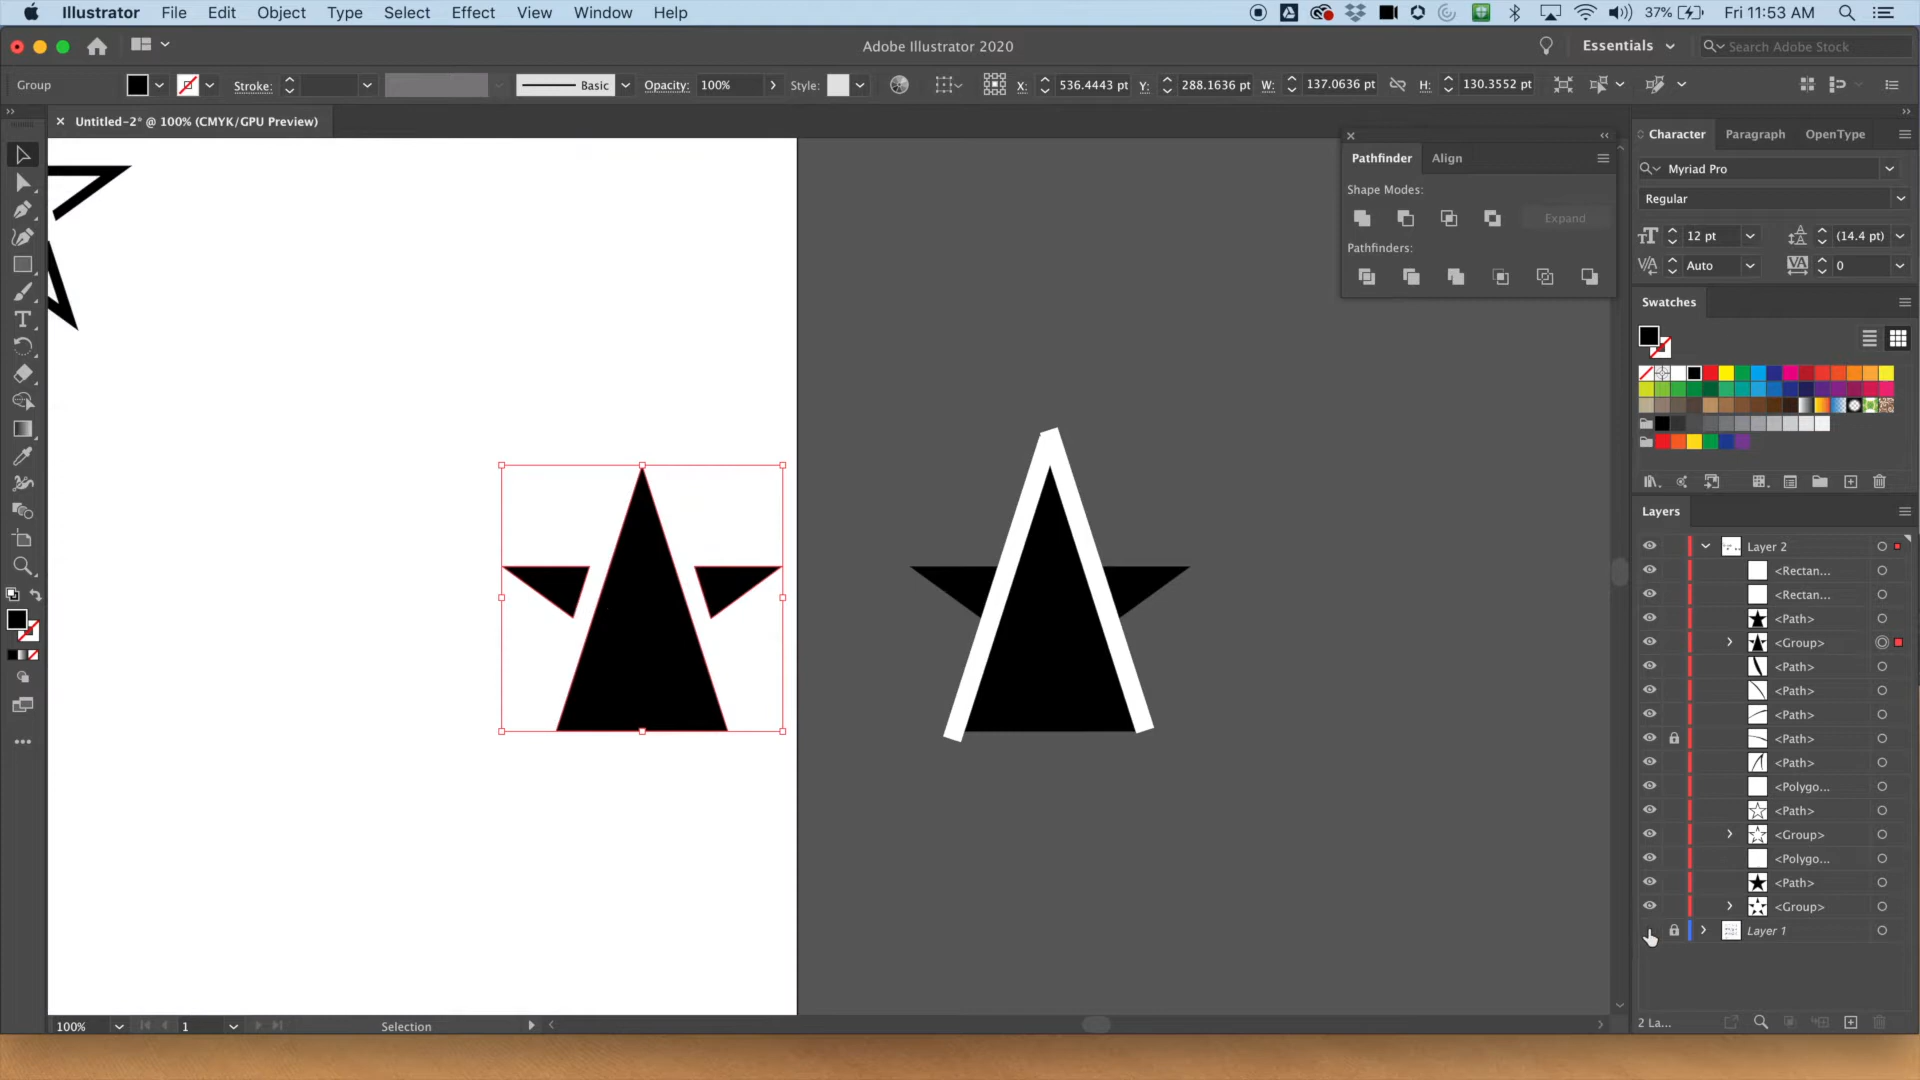 Illustrator File Edit Object Type Select Effect View Window Help 37% Fri 11:53 AM
Adobe Illustrator 2020 Essentials Search Adobe Stock
Group Stroke: Basic Opacity: 100% Style: X: 536.4443 pt Y: 288.1636 pt W: 137.0636 pt H: 130.3552 pt
× Untitled-2* @ 100% (CMYK/GPU Preview)
Pathfinder Align
Shape Modes:
Expand
Pathfinders:
Character Paragraph OpenType
Myriad Pro
Regular
12 pt (14.4 pt)
Auto 0
Swatches
Layers
Layer 2
<Rectan...
<Rectan...
<Path>
<Group>
<Path>
<Path>
<Path>
<Path>
<Path>
<Polygo...
<Path>
<Group>
<Polygo...
<Path>
<Group>
Layer 1
2 La...
100% 1 Selection